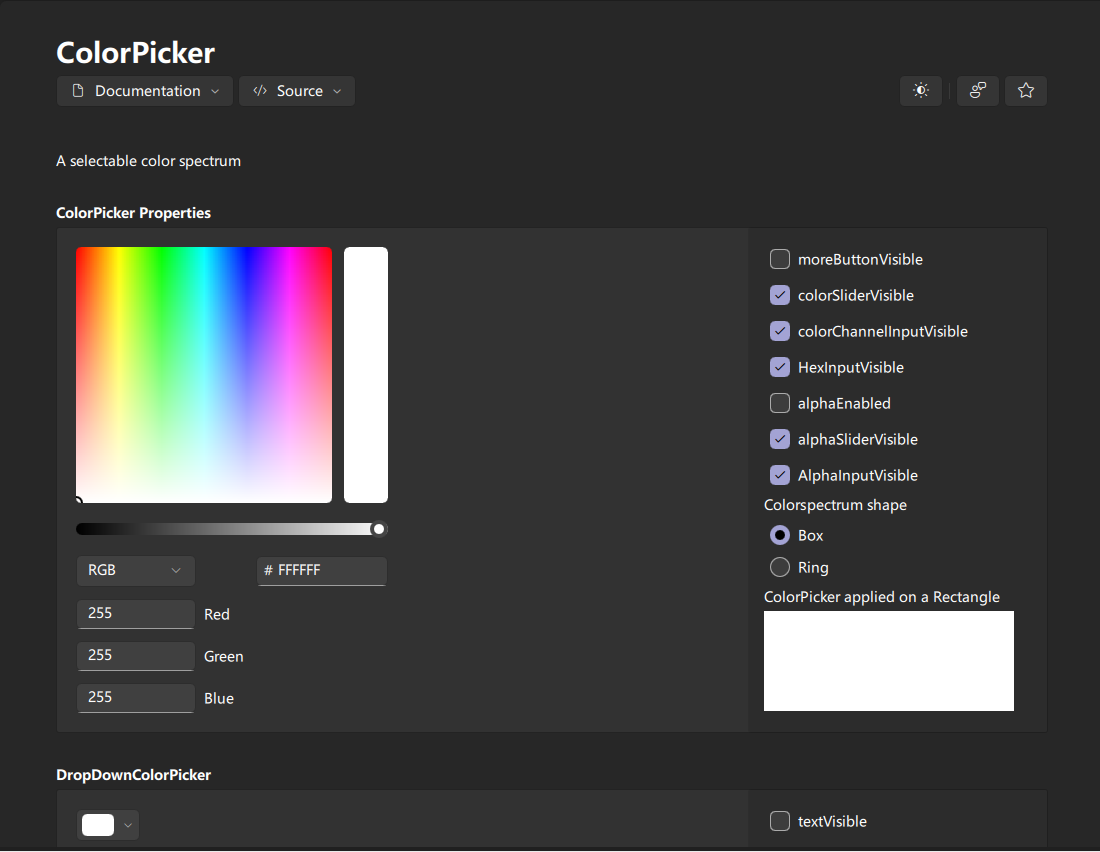 ColorPicker
Documentation
Source
A selectable color spectrum
ColorPicker Properties
moreButtonVisible
colorSliderVisible
colorChannelInputVisible
HexInputVisible
alphaEnabled
alphaSliderVisible
AlphaInputVisible
Colorspectrum shape
Box
Ring
ColorPicker applied on a Rectangle
RGB
# FFFFFF
255 Red
255 Green
255 Blue
DropDownColorPicker
textVisible